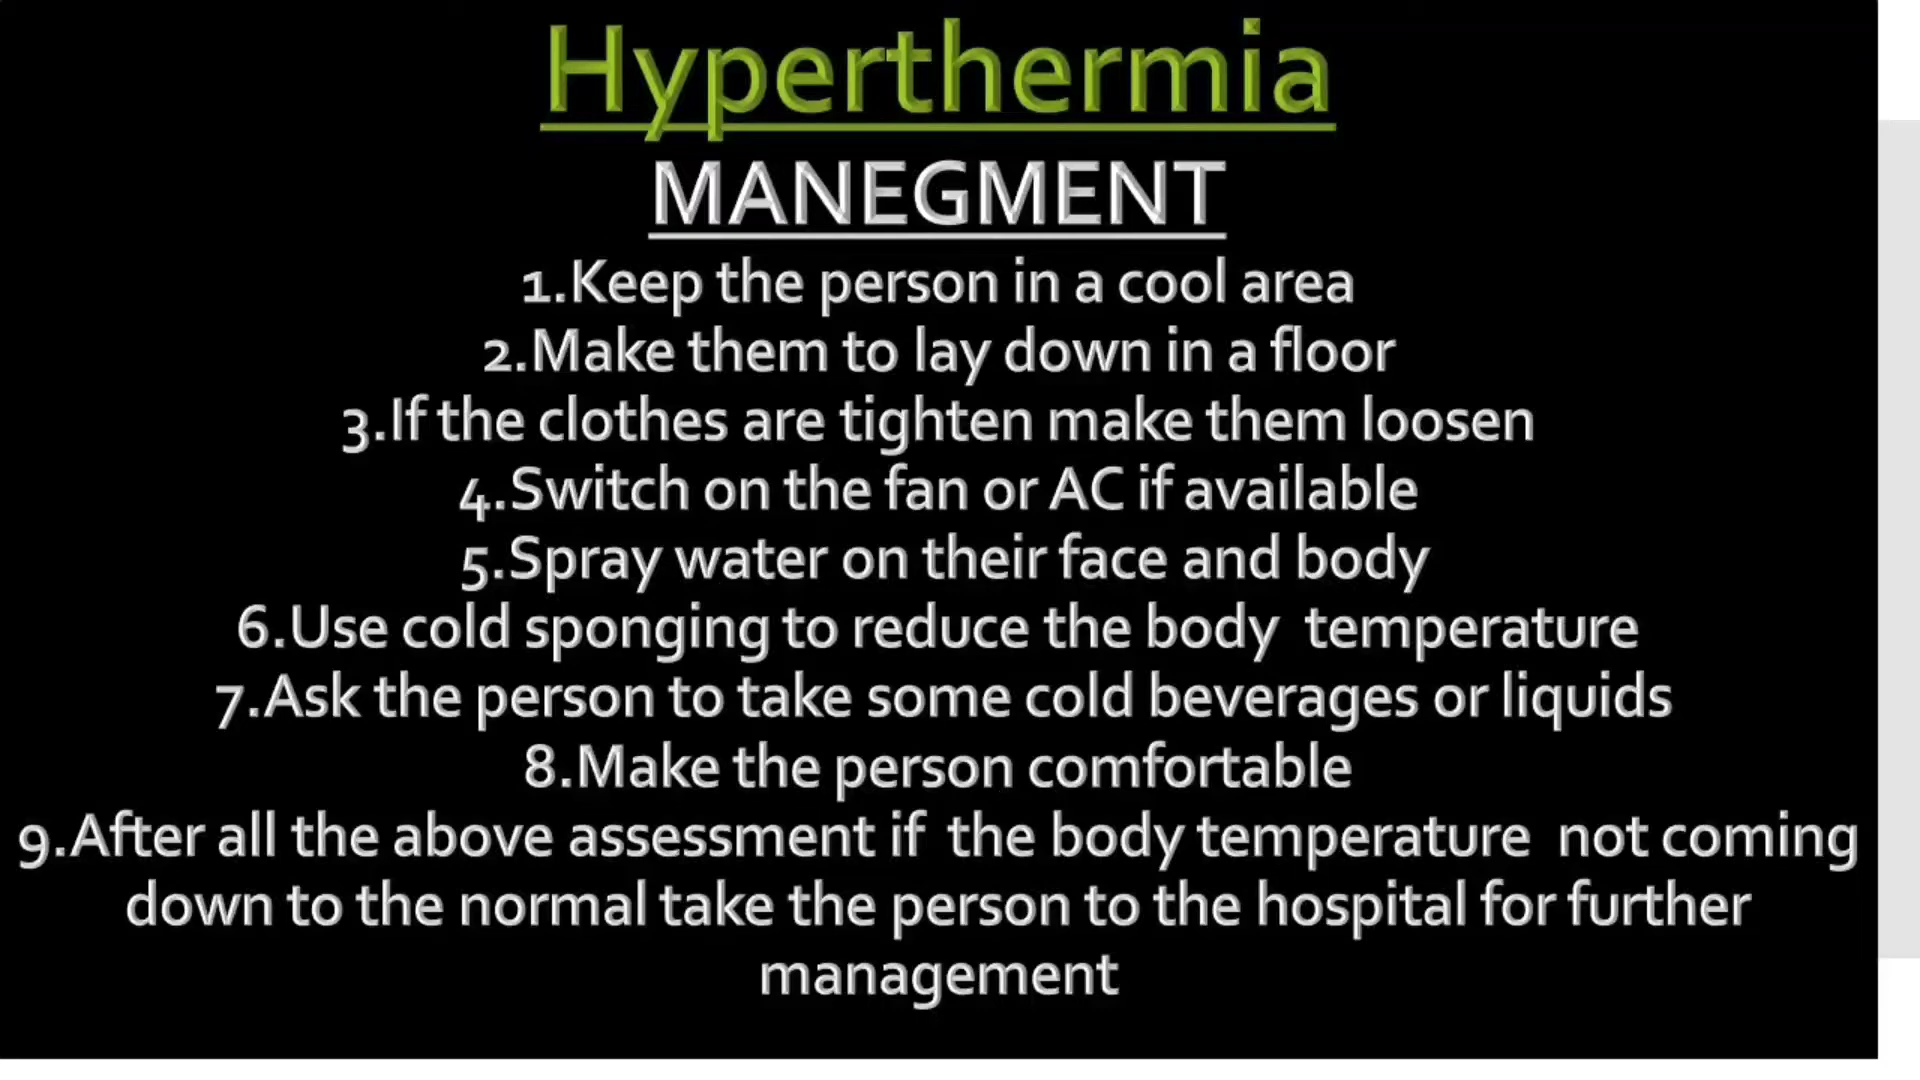 Hyperthermia
MANEGMENT
1.Keep the person in a cool area
2.Make them to lay down in a floor
3.If the clothes are tighten make them loosen
4.Switch on the fan or AC if available
5.Spray water on their face and body
6.Use cold sponging to reduce the body  temperature
7.Ask the person to take some cold beverages or liquids
8.Make the person comfortable
9.After all the above assessment if  the body temperature  not coming
down to the normal take the person to the hospital for further
management